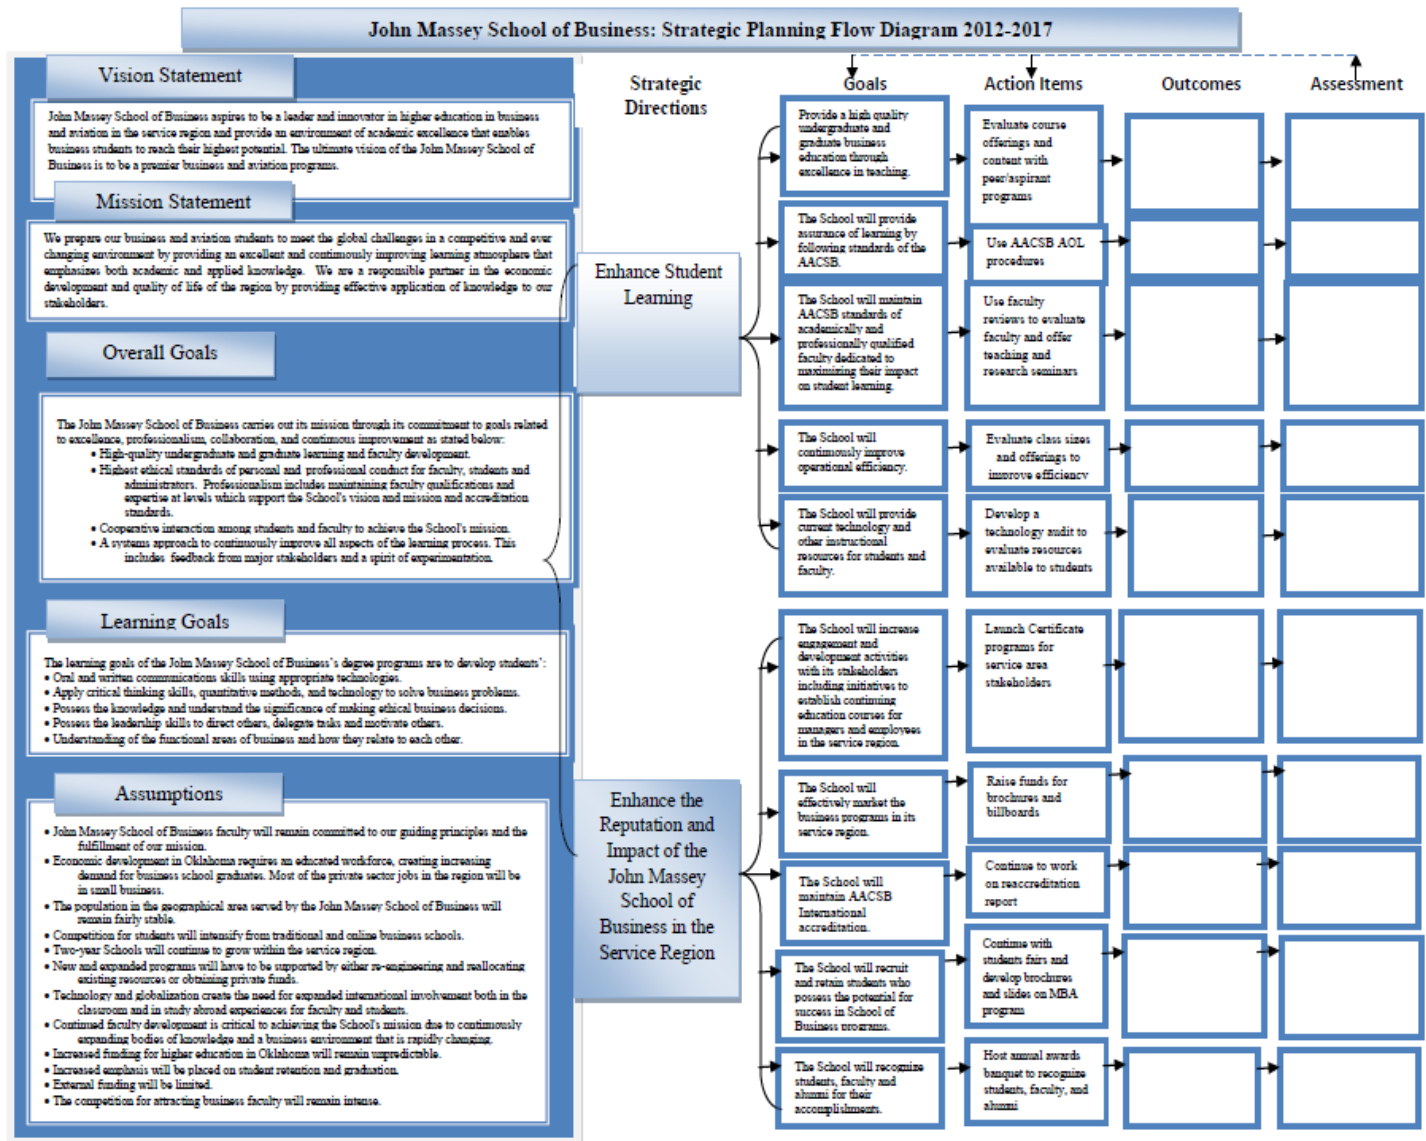 John Massey School of Business: Strategic Planning Flow Diagram 2012-2017
Vision Statement
John Massey School of Business aspires to be a leader and innovator in higher education in business
and aviation in the service region and provide an environment of academic excellence that enables
business students to reach their highest potential. The ultimate vision of the John Massey School of
Business is to be a premier business and aviation programs.
Mission Statement
We prepare our business and aviation students to meet the global challenges in a competitive and ever
changing environment by providing an excellent and continuously improving learning atmosphere that
emphasizes both academic and applied knowledge. We are a responsible partner in the economic
development and quality of life of the region by providing effective application of knowledge to our
stakeholders.
Overall Goals
The John Massey School of Business carries out its mission through its commitment to goals related
to excellence, professionalism, collaboration, and continuous improvement as stated below:
• High-quality undergraduate and graduate learning and faculty development.
• Highest ethical standards of personal and professional conduct for faculty, students and
administrators. Professionalism includes maintaining faculty qualifications and
expertise at levels which support the School's vision and mission and accreditation
standards.
• Cooperative interaction among students and faculty to achieve the School's mission.
• A systems approach to continuously improve all aspects of the learning process. This
includes feedback from major stakeholders and a spirit of experimentation.
Learning Goals
The learning goals of the John Massey School of Business's degree programs are to develop students':
• Oral and written communications skills using appropriate technologies.
• Apply critical thinking skills, quantitative methods, and technology to solve business problems.
• Possess the knowledge and understand the significance of making ethical business decisions.
• Possess the leadership skills to direct others, delegate tasks and motivate others.
• Understanding of the functional areas of business and how they relate to each other.
Assumptions
• John Massey School of Business faculty will remain committed to our guiding principles and the
fulfillment of our mission.
• Economic development in Oklahoma requires an educated workforce, creating increasing
demand for business school graduates. Most of the private sector jobs in the region will be
in small business.
• The population in the geographical area served by the John Massey School of Business will
remain fairly stable.
• Competition for students will intensify from traditional and online business schools.
• Two-year Schools will continue to grow within the service region.
• New and expanded programs will have to be supported by either re-engineering and reallocating
existing resources or obtaining private funds.
• Technology and globalization create the need for expanded international involvement both in the
classroom and in study abroad experiences for faculty and students.
• Continued faculty development is critical to achieving the School's mission due to continuously
expanding bodies of knowledge and a business environment that is rapidly changing.
• Increased funding for higher education in Oklahoma will remain unpredictable.
• Increased emphasis will be placed on student retention and graduation.
• External funding will be limited.
• The competition for attracting business faculty will remain intense.
Strategic
Directions
Enhance Student
Learning
Enhance the
Reputation and
Impact of the
John Massey
School of
Business in the
Service Region
Goals
Action Items
Outcomes
Assessment
Provide a high quality
undergraduate and
graduate business
education through
excellence in teaching.
Evaluate course
offerings and
content with
peer/aspirant
programs
The School will provide
assurance of learning by
following standards of the
AACSB.
Use AACSB AOL
procedures
The School will maintain
AACSB standards of
academically and
professionally qualified
faculty dedicated to
maximizing their impact
on student learning.
Use faculty
reviews to evaluate
faculty and offer
teaching and
research seminars
The School will
continuously improve
operational efficiency.
Evaluate class sizes
and offerings to
improve efficiency
The School will provide
current technology and
other instructional
resources for students and
faculty.
Develop a
technology audit to
evaluate resources
available to students
The School will increase
engagement and
development activities
with its stakeholders
including initiatives to
establish continuing
education courses for
managers and employees
in the service region.
Launch Certificate
programs for
service area
stakeholders
The School will
effectively market the
business programs in its
service region.
Raise funds for
brochures and
billboards
The School will
maintain AACSB
International
accreditation.
Continue to work
on reaccreditation
report
The School will recruit
and retain students who
possess the potential for
success in School of
Business programs.
Continue with
students fairs and
develop brochures
and slides on MBA
program
The School will recognize
students, faculty and
alumni for their
accomplishments.
Host annual awards
banquet to recognize
students, faculty, and
alumni